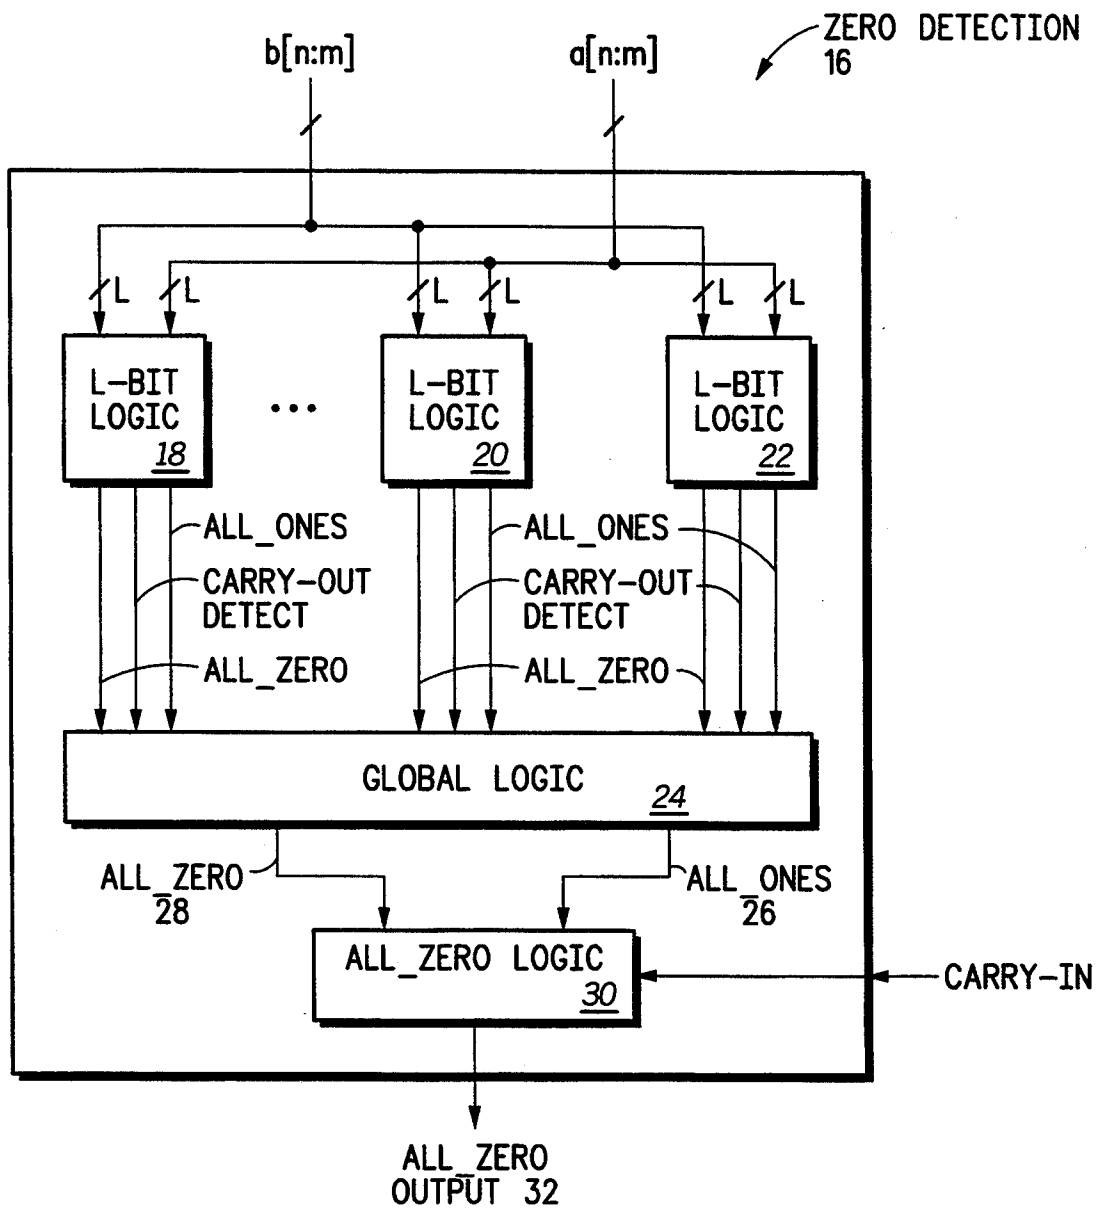 ZERO DETECTION
16
b[n:m]
a[n:m]
L
L
L
L
L
L
L-BIT
LOGIC
18
...
L-BIT
LOGIC
20
L-BIT
LOGIC
22
ALL_ONES
ALL_ONES
CARRY-OUT
DETECT
CARRY-OUT
DETECT
ALL_ZERO
ALL_ZERO
GLOBAL LOGIC
24
ALL_ZERO
28
ALL_ONES
26
ALL_ZERO LOGIC
30
CARRY-IN
ALL_ZERO
OUTPUT 32